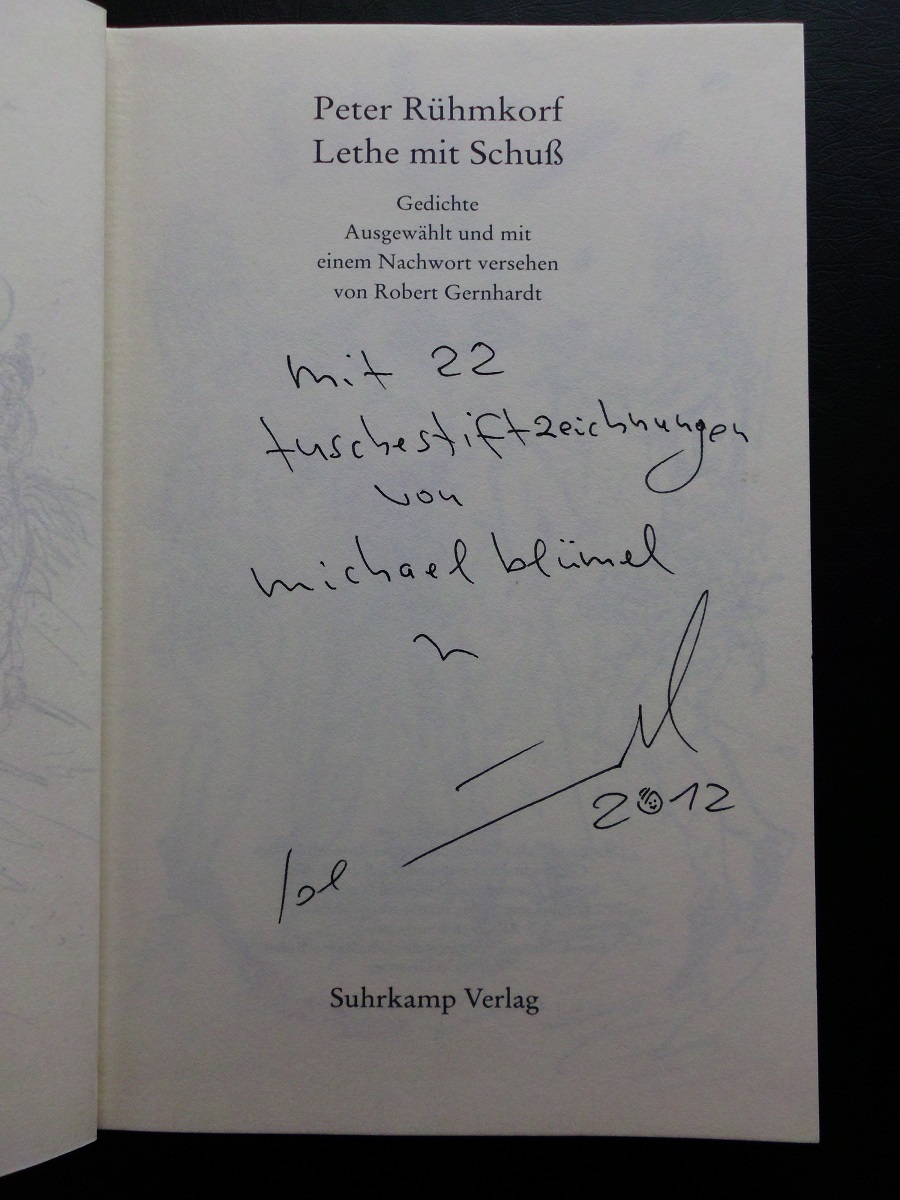 Peter Rühmkorf
Lethe mit Schuß
Gedichte
Ausgewählt und mit
einem Nachwort versehen
von Robert Gernhardt
mit 22
tuschestiftzeichnungen
von
michael blümel
2012
Suhrkamp Verlag